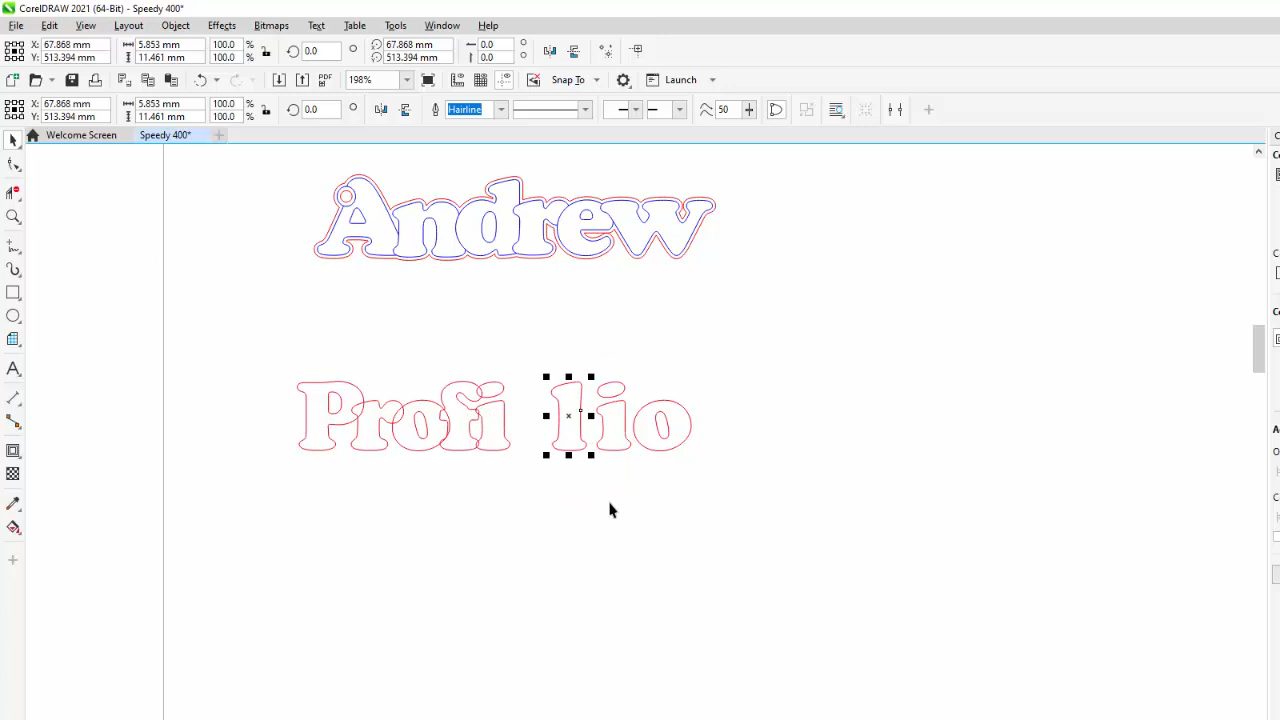 CorelDRAW 2021 (64-Bit) - Speedy 400*
File Edit View Layout Object Effects Bitmaps Text Table Tools Window Help
X: 67.868 mm 5.853 mm 100.0 % 0.0 ° 67.868 mm 0.0 °
Y: 513.394 mm 11.461 mm 100.0 % 513.394 mm 0.0 °
PDF 198% Snap To Launch
X: 67.868 mm 5.853 mm 100.0 % 0.0 ° Hairline 50
Y: 513.394 mm 11.461 mm 100.0 %
Welcome Screen Speedy 400*
Andrew
Profi lio